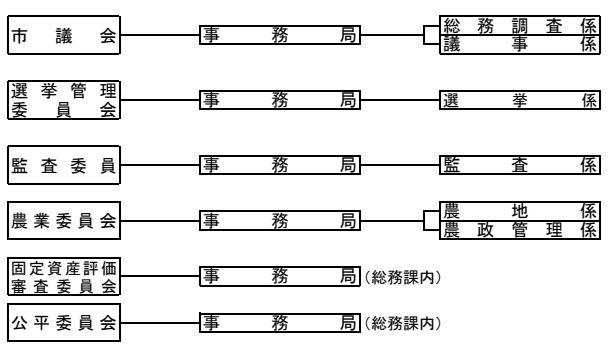 市議会 事務局 総務調査係
議事係
選挙管理
委員会 事務局 選挙係
監査委員 事務局 監査係
農業委員会 事務局 農地係
農政管理係
固定資産評価
審査委員会 事務局(総務課内)
公平委員会 事務局(総務課内)